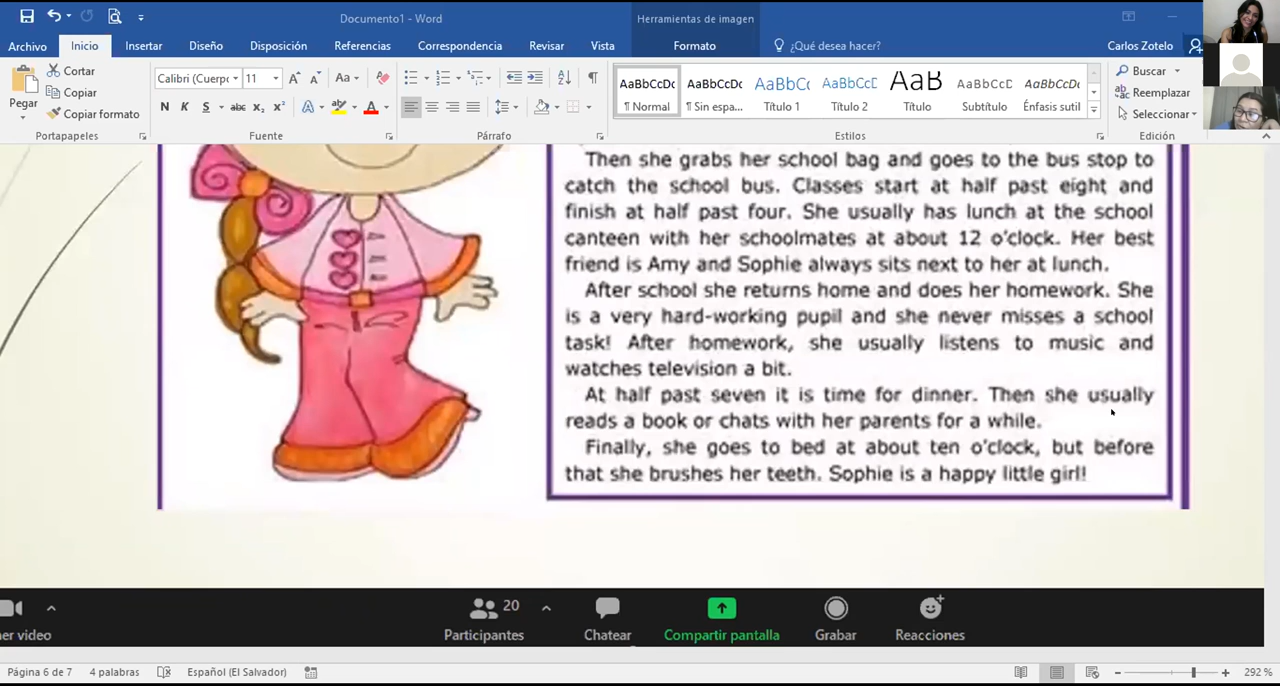 Documento1 - Word
Herramientas de imagen
Archivo
Inicio
Insertar
Diseño
Disposición
Referencias
Correspondencia
Revisar
Vista
Formato
¿Qué desea hacer?
Carlos Zotelo
Pegar
Cortar
Copiar
Copiar formato
Portapapeles
Calibri (Cuerpo
11
Aa
N K S abc x₂ x² A A
Fuente
Párrafo
AaBbCcDc AaBbCcDc AaBbCc AaBbCcD AaB AaBbCcD AaBbCcDc
¶ Normal ¶ Sin espa... Título 1 Título 2 Título Subtítulo Énfasis sutil
Estilos
Buscar
Reemplazar
Seleccionar
Edición
Then she grabs her school bag and goes to the bus stop to
catch the school bus. Classes start at half past eight and
finish at half past four. She usually has lunch at the school
canteen with her schoolmates at about 12 o'clock. Her best
friend is Amy and Sophie always sits next to her at lunch.
After school she returns home and does her homework. She
is a very hard-working pupil and she never misses a school
task! After homework, she usually listens to music and
watches television a bit.
At half past seven it is time for dinner. Then she usually
reads a book or chats with her parents for a while.
Finally, she goes to bed at about ten o'clock, but before
that she brushes her teeth. Sophie is a happy little girl!
20
ner video
Participantes
Chatear
Compartir pantalla
Grabar
Reacciones
Página 6 de 7 4 palabras Español (El Salvador) 292 %